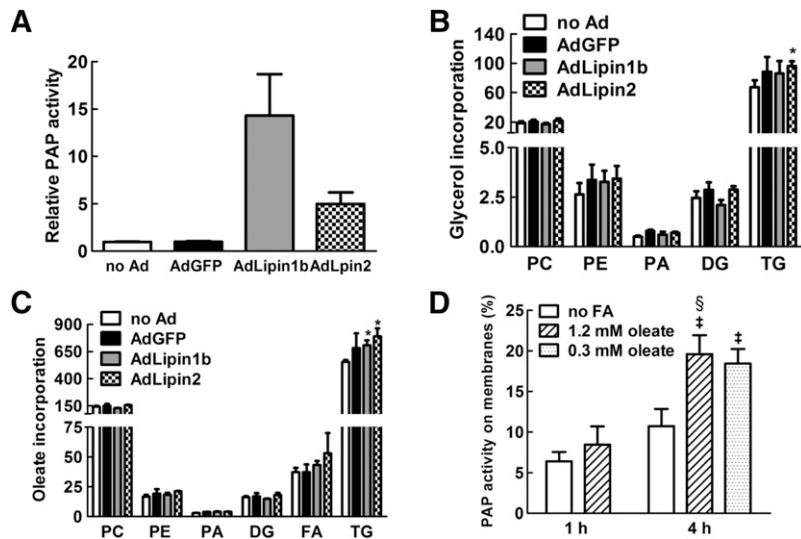 A
Relative PAP activity
20
15
10
5
0
no Ad AdGFP AdLipin1b AdLpin2
B
no Ad
AdGFP
AdLipin1b
AdLipin2
Glycerol incorporation
140
100
60
20
5.0
2.5
0.0
*
PC PE PA DG TG
C
no Ad
AdGFP
AdLipin1b
AdLipin2
Oleate incorporation
900
650
400
150
75
50
25
0
* *
PC PE PA DG FA TG
D
no FA
1.2 mM oleate
0.3 mM oleate
PAP activity on membranes (%)
25
20
15
10
5
0
§
‡ ‡
1 h 4 h